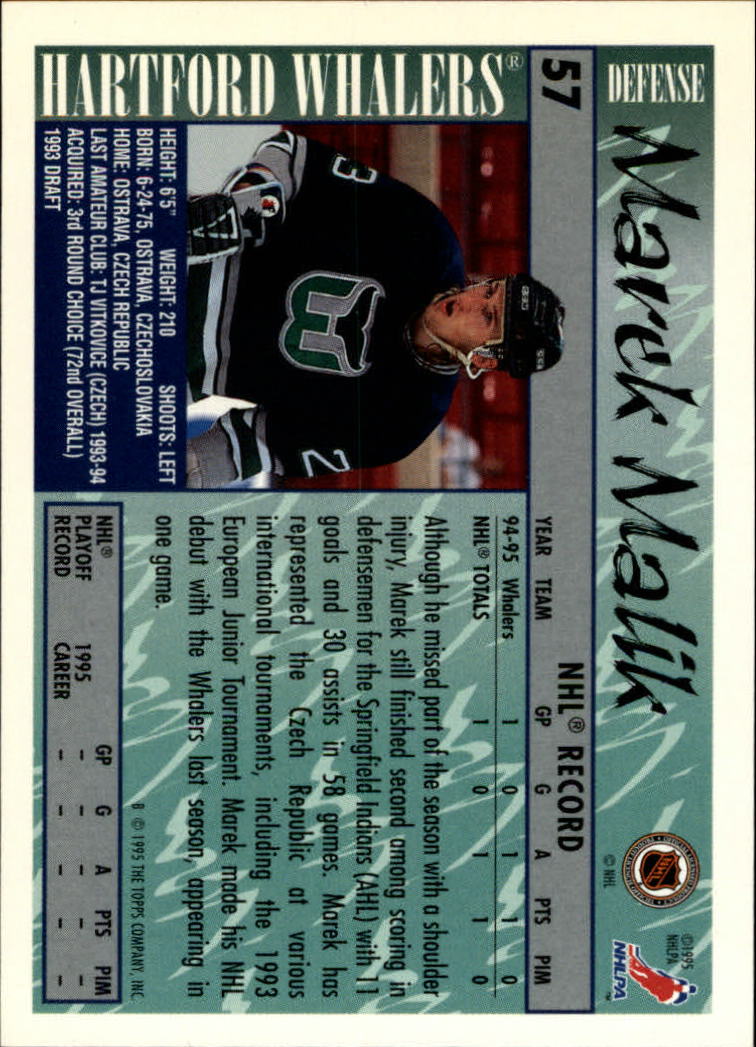 DEFENSE
Marek Malik
©NHL
©1995
NHLPA
NHLPA™
57
NHL® RECORD
YEAR TEAM GP G A PTS PIM
94-95 Whalers 1 0 1 1 0
NHL® TOTALS 1 0 1 1 0
Although he missed part of the season with a shoulder
injury, Marek still finished second among scoring in
defensemen for the Springfield Indians (AHL) with 11
goals and 30 assists in 58 games. Marek has
represented the Czech Republic at various
international tournaments, including the 1993
European Junior Tournament. Marek made his NHL
debut with the Whalers last season, appearing in
one game.
B © 1995 THE TOPPS COMPANY, INC.
NHL® GP G A PTS PIM
PLAYOFF 1995 - - - - -
RECORD CAREER - - - - -
HARTFORD WHALERS®
HEIGHT: 6'5" WEIGHT: 210 SHOOTS: LEFT
BORN: 6-24-75, OSTRAVA, CZECHOSLOVAKIA
HOME: OSTRAVA, CZECH REPUBLIC
LAST AMATEUR CLUB: TJ VITKOVICE (CZECH) 1993-94
ACQUIRED: 3rd ROUND CHOICE (72nd OVERALL)
1993 DRAFT
NHL
2
3